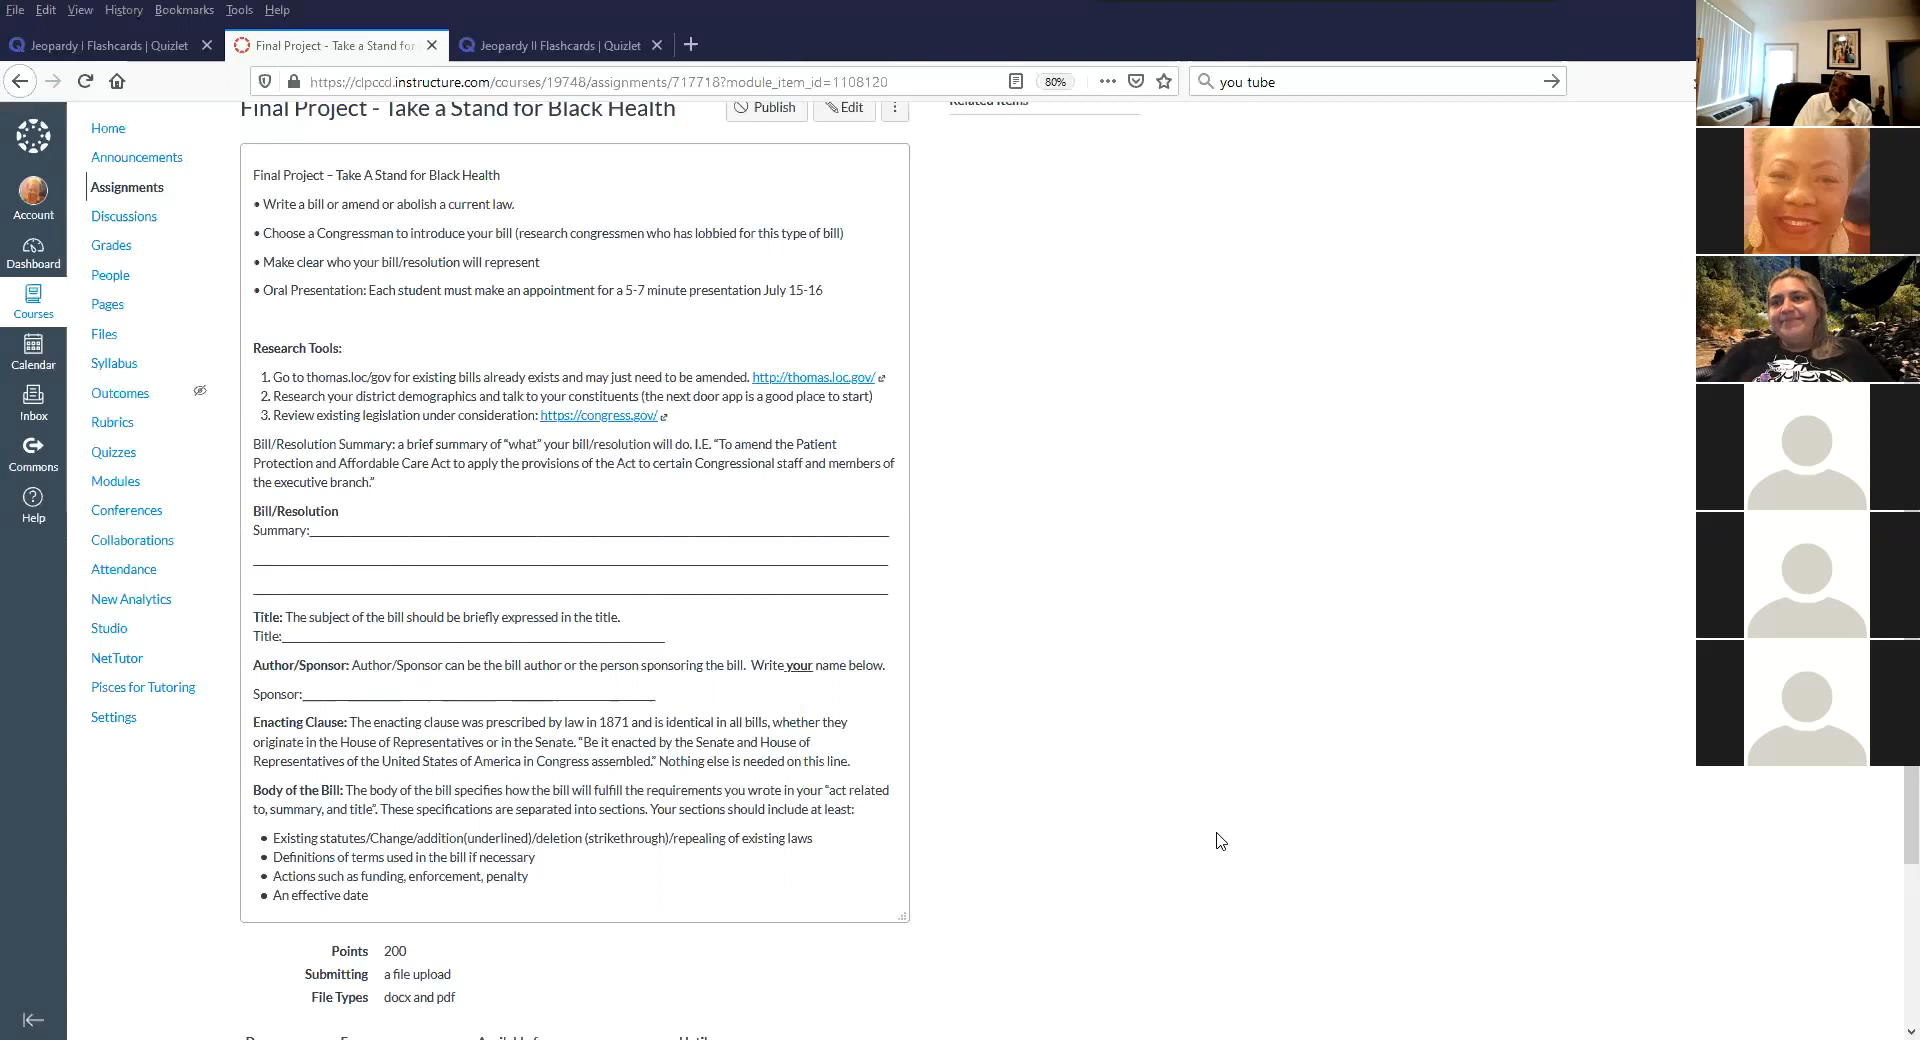 File Edit View History Bookmarks Tools Help
Jeopardy I Flashcards | Quizlet
Final Project - Take a Stand for
Jeopardy II Flashcards | Quizlet
https://clpccd.instructure.com/courses/19748/assignments/717718?module_item_id=1108120
80%
you tube
Account
Dashboard
Courses
Calendar
Inbox
Commons
Help
Home
Announcements
Assignments
Discussions
Grades
People
Pages
Files
Syllabus
Outcomes
Rubrics
Quizzes
Modules
Conferences
Collaborations
Attendance
New Analytics
Studio
NetTutor
Pisces for Tutoring
Settings
Final Project - Take a Stand for Black Health
Publish
Edit
Related Items
Final Project – Take A Stand for Black Health
• Write a bill or amend or abolish a current law.
• Choose a Congressman to introduce your bill (research congressmen who has lobbied for this type of bill)
• Make clear who your bill/resolution will represent
• Oral Presentation: Each student must make an appointment for a 5-7 minute presentation July 15-16
Research Tools:
1. Go to thomas.loc/gov for existing bills already exists and may just need to be amended. http://thomas.loc.gov/
2. Research your district demographics and talk to your constituents (the next door app is a good place to start)
3. Review existing legislation under consideration: https://congress.gov/
Bill/Resolution Summary: a brief summary of “what” your bill/resolution will do. I.E. “To amend the Patient
Protection and Affordable Care Act to apply the provisions of the Act to certain Congressional staff and members of
the executive branch.”
Bill/Resolution
Summary:
Title: The subject of the bill should be briefly expressed in the title.
Title:
Author/Sponsor: Author/Sponsor can be the bill author or the person sponsoring the bill. Write your name below.
Sponsor:
Enacting Clause: The enacting clause was prescribed by law in 1871 and is identical in all bills, whether they
originate in the House of Representatives or in the Senate. “Be it enacted by the Senate and House of
Representatives of the United States of America in Congress assembled.” Nothing else is needed on this line.
Body of the Bill: The body of the bill specifies how the bill will fulfill the requirements you wrote in your “act related
to, summary, and title”. These specifications are separated into sections. Your sections should include at least:
• Existing statutes/Change/addition(underlined)/deletion (strikethrough)/repealing of existing laws
• Definitions of terms used in the bill if necessary
• Actions such as funding, enforcement, penalty
• An effective date
Points 200
Submitting a file upload
File Types docx and pdf